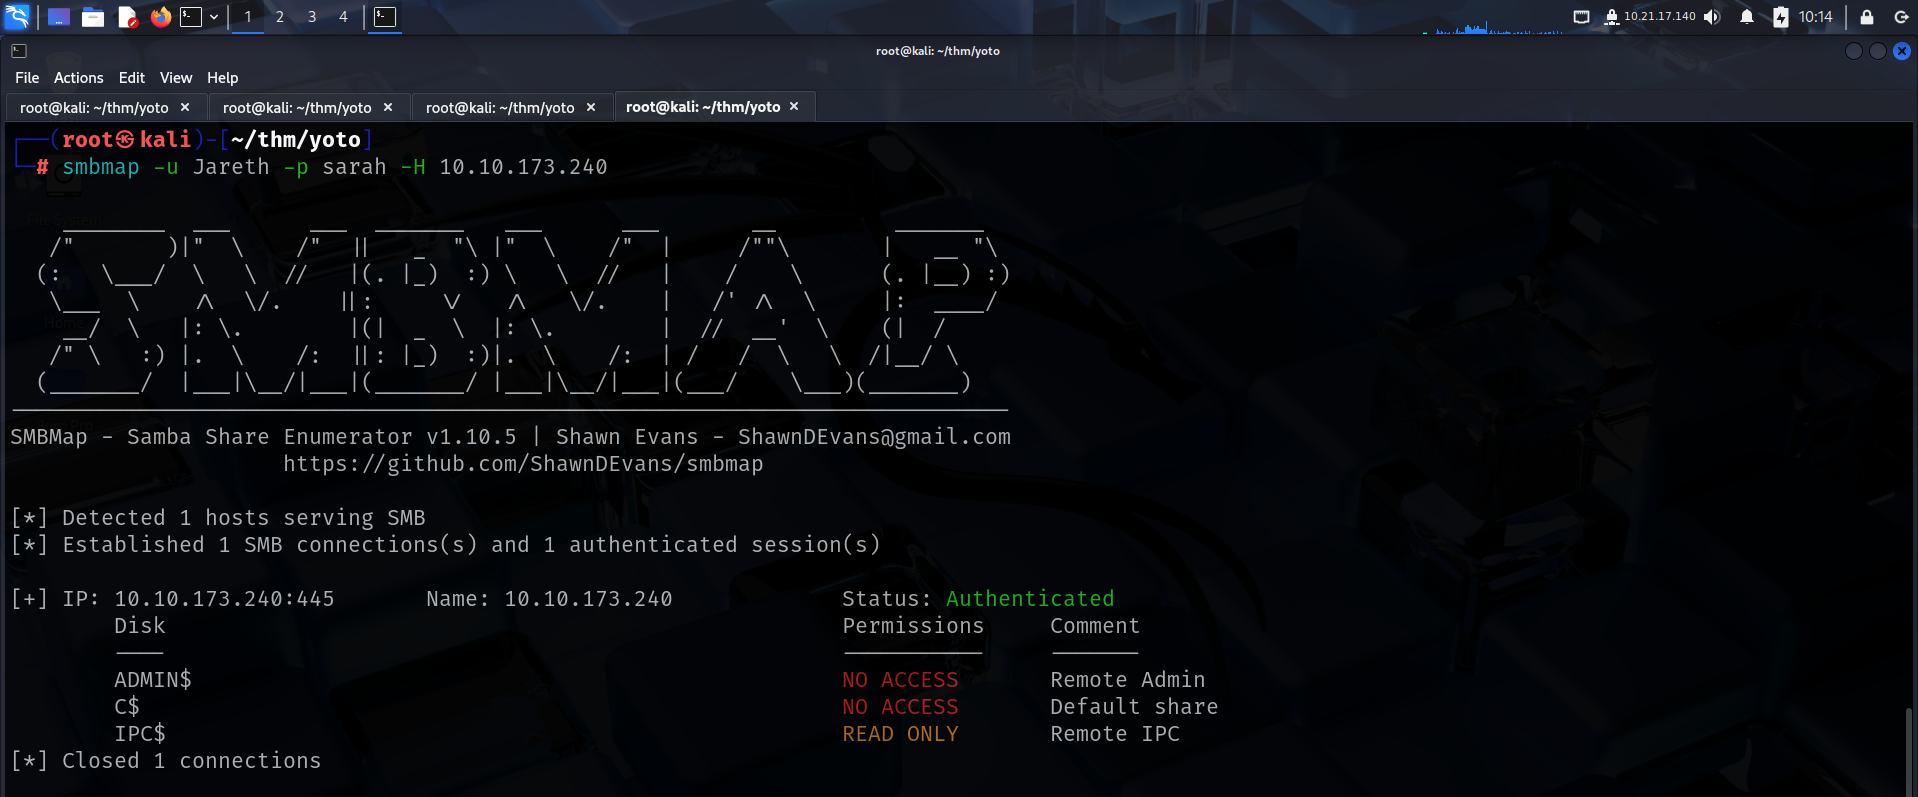 1 2 3 4 10.21.17.140 10:14
root@kali: ~/thm/yoto
File Actions Edit View Help
root@kali: ~/thm/yoto × root@kali: ~/thm/yoto × root@kali: ~/thm/yoto × root@kali: ~/thm/yoto ×
┌──(root㉿kali)-[~/thm/yoto]
└─# smbmap -u Jareth -p sarah -H 10.10.173.240
SMBMAP
SMBMap - Samba Share Enumerator v1.10.5 | Shawn Evans - ShawnDEvans@gmail.com
https://github.com/ShawnDEvans/smbmap
[*] Detected 1 hosts serving SMB
[*] Established 1 SMB connections(s) and 1 authenticated session(s)
[+] IP: 10.10.173.240:445 Name: 10.10.173.240 Status: Authenticated
Disk Permissions Comment
---- ----------- -------
ADMIN$ NO ACCESS Remote Admin
C$ NO ACCESS Default share
IPC$ READ ONLY Remote IPC
[*] Closed 1 connections